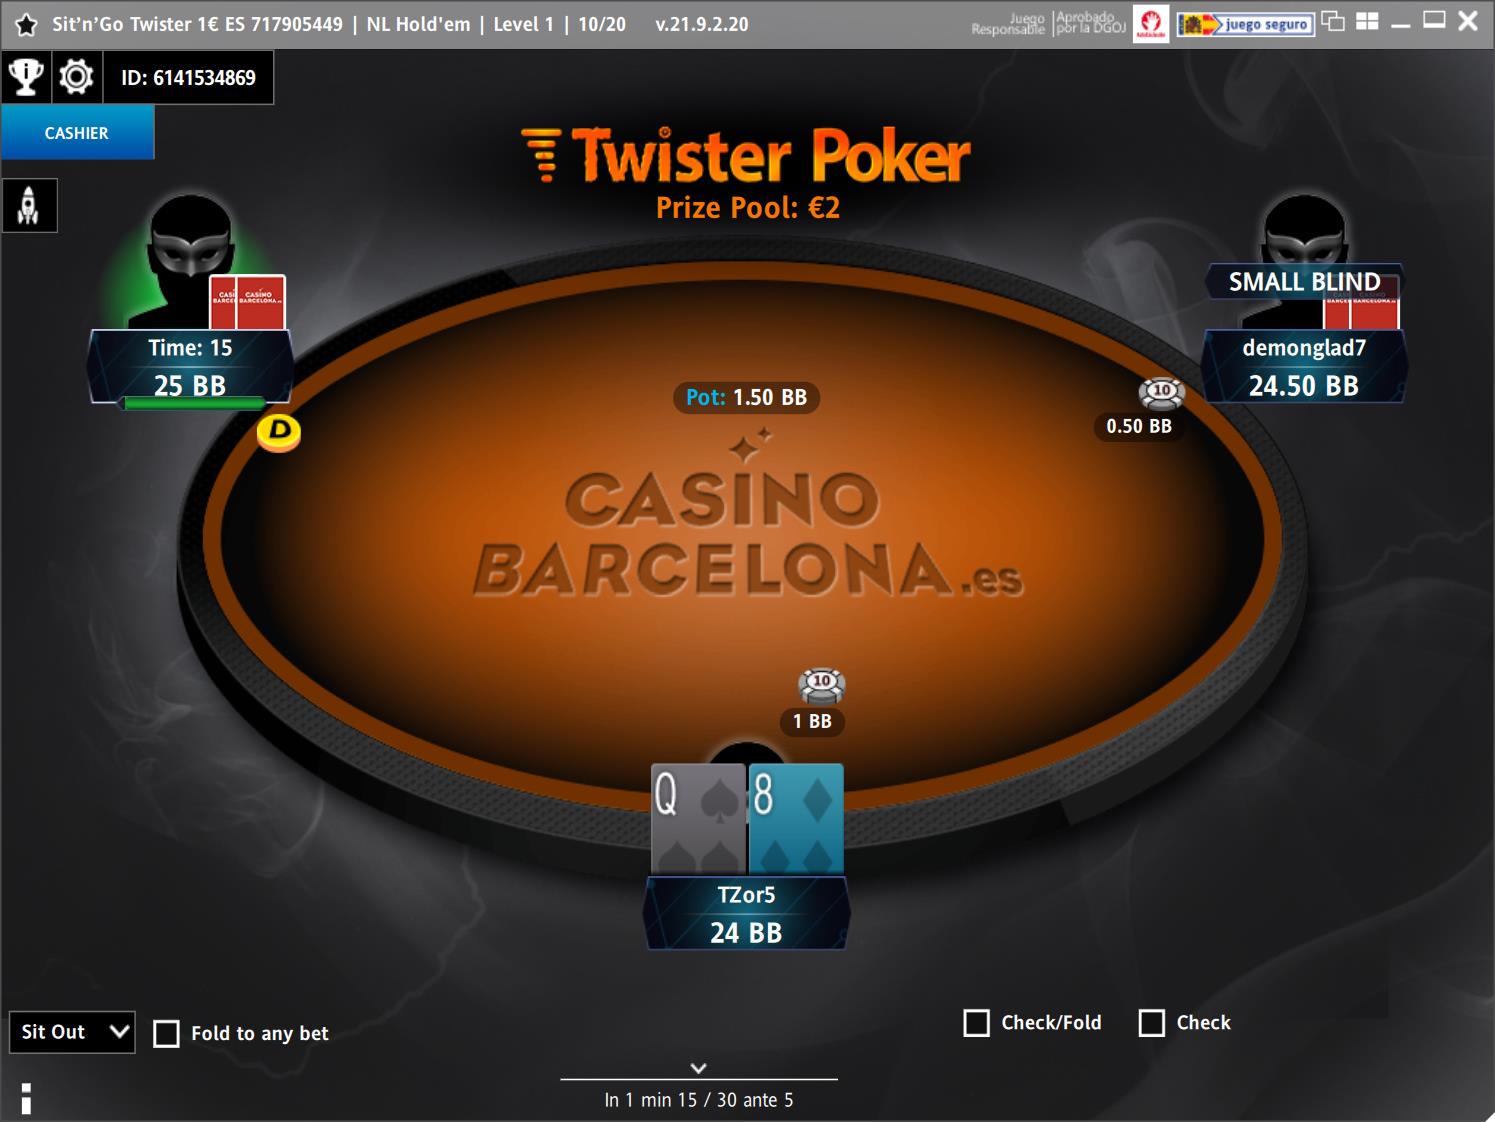 Sit’n’Go Twister 1€ ES 717905449 | NL Hold'em | Level 1 | 10/20 v.21.9.2.20
Juego Responsable
Aprobado por la DGOJ
juego seguro
ID: 6141534869
CASHIER
Twister Poker
Prize Pool: €2
CASINO BARCELONA.es
Time: 15
25 BB
D
SMALL BLIND
demonglad7
24.50 BB
10
0.50 BB
Pot: 1.50 BB
CASINO
BARCELONA.es
10
1 BB
Q 8
TZor5
24 BB
Sit Out
Fold to any bet
Check/Fold
Check
In 1 min 15 / 30 ante 5